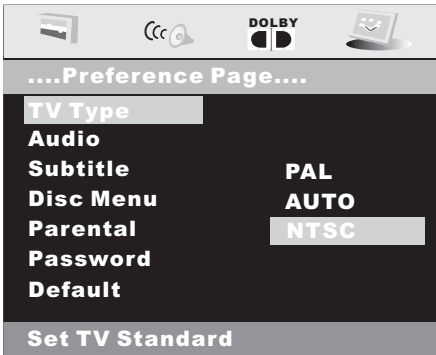 DOLBY
....Preference Page....
TV Type
Audio
Subtitle
PAL
Disc Menu
AUTO
Parental
NTSC
Password
Default
Set TV Standard